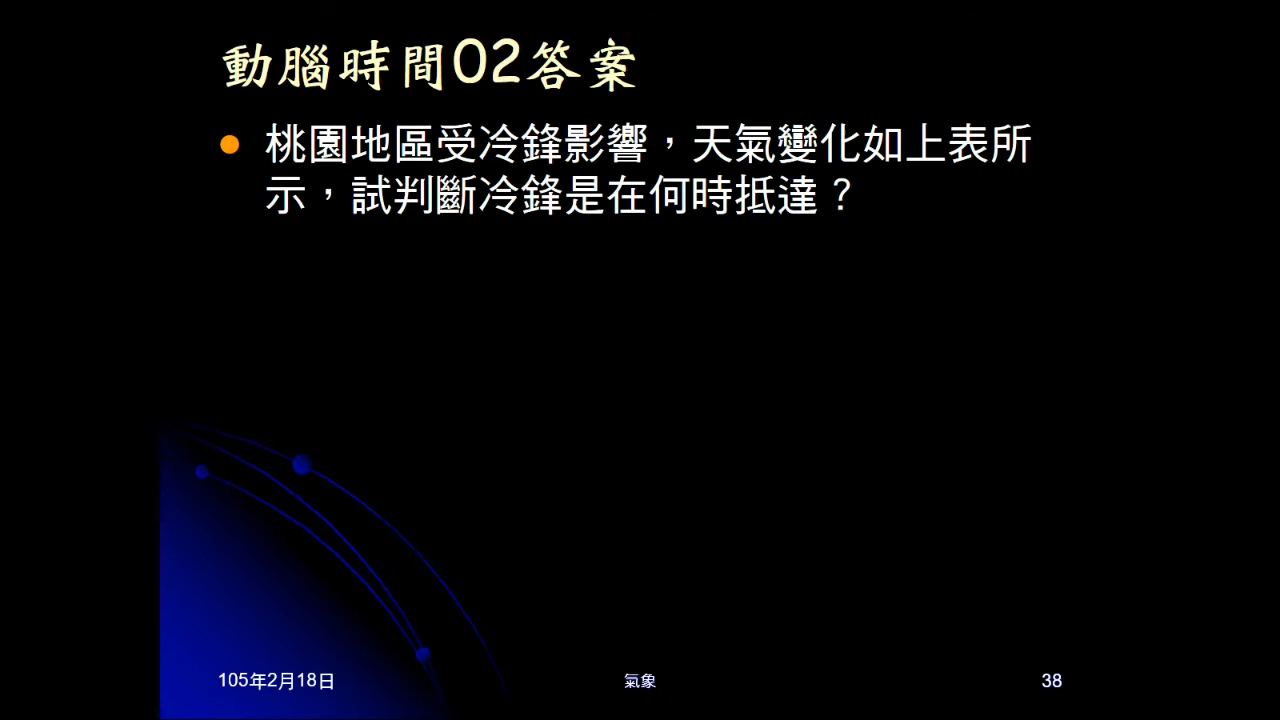 動腦時間02答案
桃園地區受冷鋒影響，天氣變化如上表所
示，試判斷冷鋒是在何時抵達？
105年2月18日
氣象
38